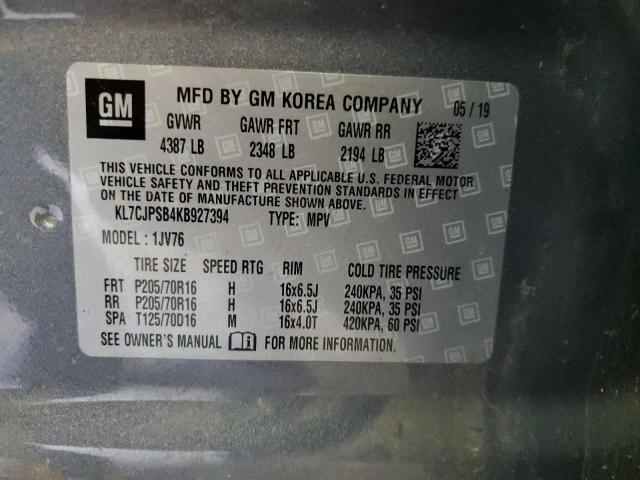 GM MFD BY GM KOREA COMPANY 05 / 19
GVWR GAWR FRT GAWR RR
4387 LB 2348 LB 2194 LB
THIS VEHICLE CONFORMS TO ALL APPLICABLE U.S. FEDERAL MOTOR
VEHICLE SAFETY AND THEFT PREVENTION STANDARDS IN EFFECT
ON THE DATE OF MANUFACTURE SHOWN ABOVE.
KL7CJPSB4KB927394 TYPE: MPV
MODEL : 1JV76
TIRE SIZE SPEED RTG RIM COLD TIRE PRESSURE
FRT P205/70R16 H 16x6.5J 240KPA, 35 PSI
RR P205/70R16 H 16x6.5J 240KPA, 35 PSI
SPA T125/70D16 M 16x4.0T 420KPA, 60 PSI
SEE OWNER'S MANUAL FOR MORE INFORMATION.